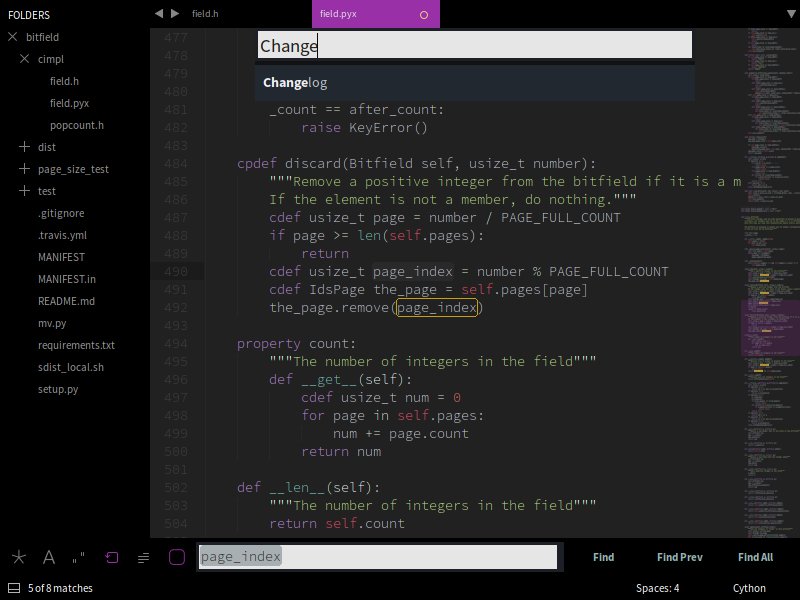 FOLDERS
bitfield
cimpl
field.h
field.pyx
popcount.h
dist
page_size_test
test
.gitignore
.travis.yml
MANIFEST
MANIFEST.in
README.md
mv.py
requirements.txt
sdist_local.sh
setup.py
field.h
field.pyx
Change
Changelog
477
478
479
480
481 _count == after_count:
482 raise KeyError()
483
484 cpdef discard(Bitfield self, usize_t number):
485 """Remove a positive integer from the bitfield if it is a m
486 If the element is not a member, do nothing."""
487 cdef usize_t page = number / PAGE_FULL_COUNT
488 if page >= len(self.pages):
489 return
490 cdef usize_t page_index = number % PAGE_FULL_COUNT
491 cdef IdsPage the_page = self.pages[page]
492 the_page.remove(page_index)
493
494 property count:
495 """The number of integers in the field"""
496 def __get__(self):
497 cdef usize_t num = 0
498 for page in self.pages:
499 num += page.count
500 return num
501
502 def __len__(self):
503 """The number of integers in the field"""
504 return self.count
page_index
Find
Find Prev
Find All
5 of 8 matches
Spaces: 4
Cython